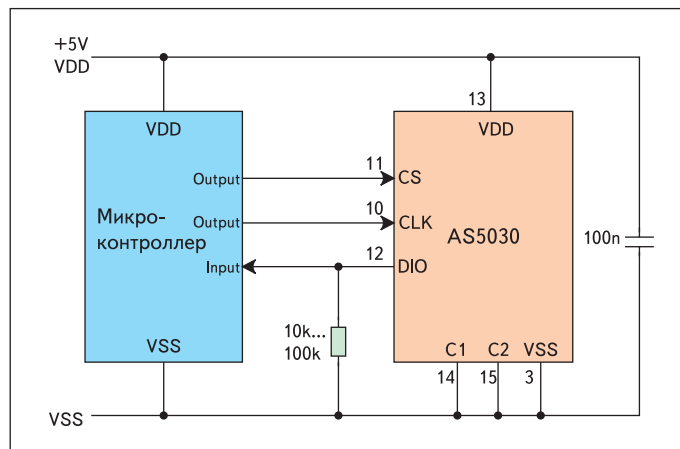 +5V
VDD
13
VDD
VDD
11
Output
CS
Микро-
контроллер
10
Output
CLK
AS5030
100n
12
Input
DIO
10k...
100k
VSS
C1
C2
VSS
14
15
3
VSS